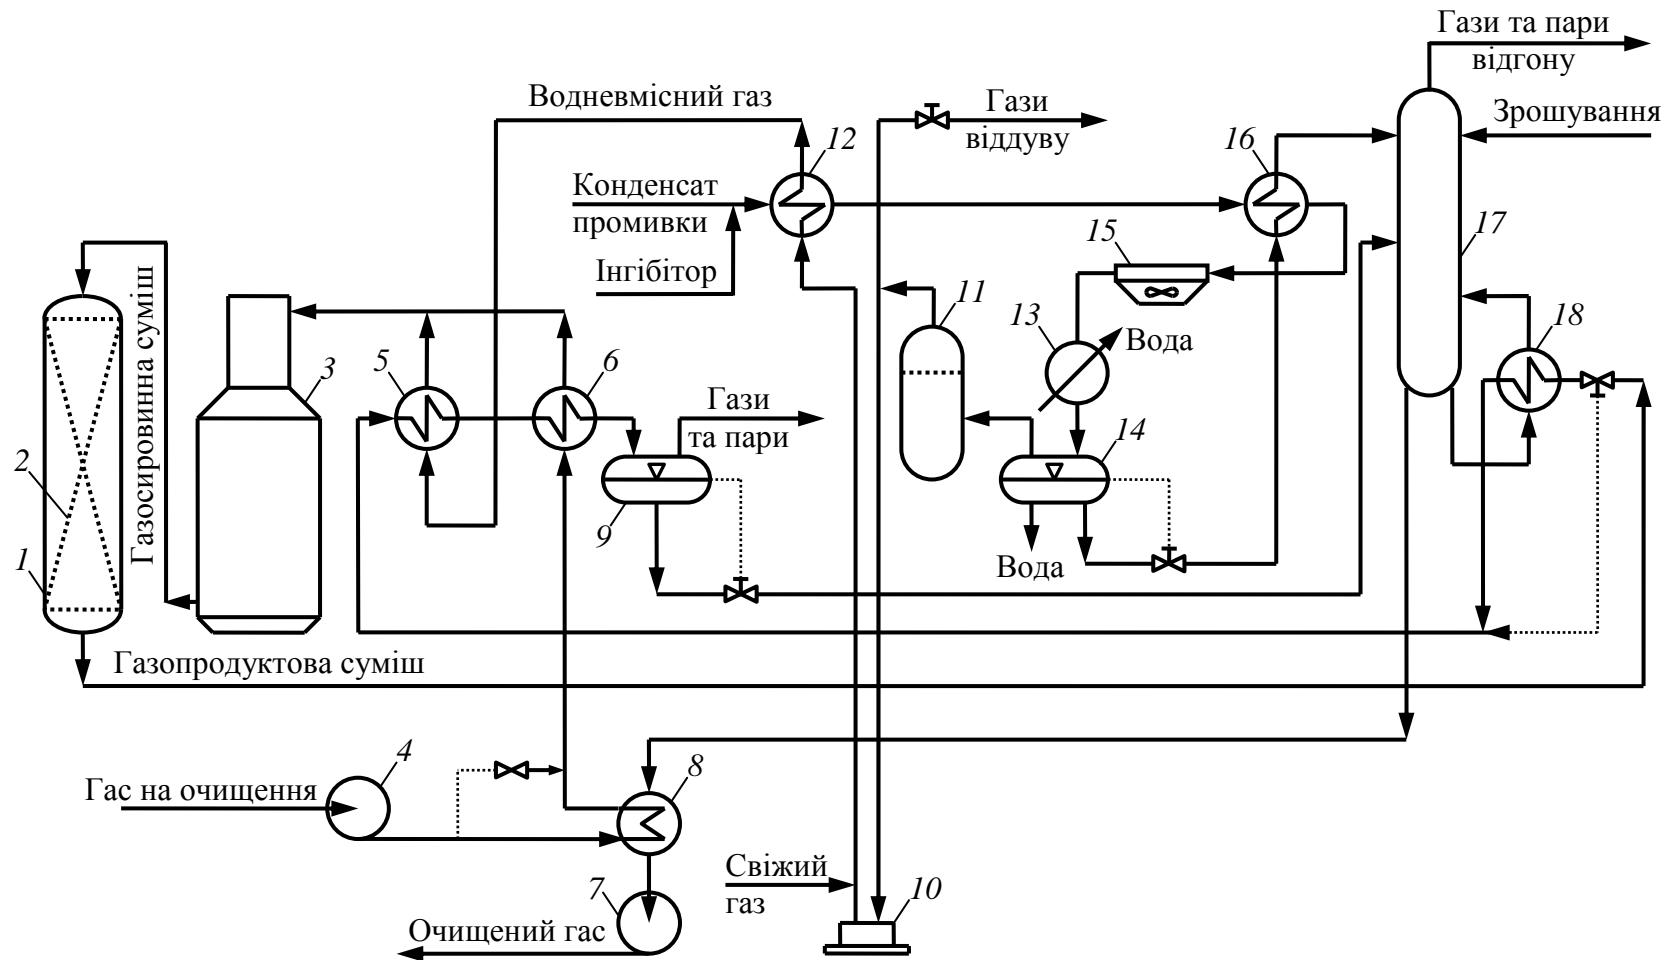 Гази та пари
відгону
Водневмісний газ
Гази
віддуву
Зрошування
12
16
Конденсат
промивки
Інгібітор
15
17
11
13
Вода
18
Газосировинна суміш
3
5
6
Гази
та пари
2
14
1
9
Вода
Газопродуктова суміш
4
8
Гас на очищення
Свіжий
газ
7
10
Очищений гас